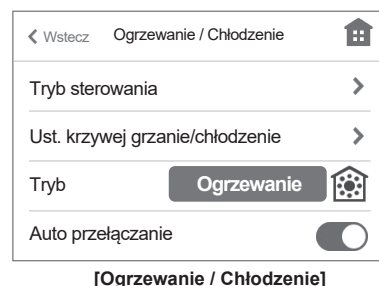 Wstecz Ogrzewanie / Chłodzenie
Tryb sterowania
Ust. krzywej grzanie/chłodzenie
Tryb Ogrzewanie
Auto przełączanie
[Ogrzewanie / Chłodzenie]